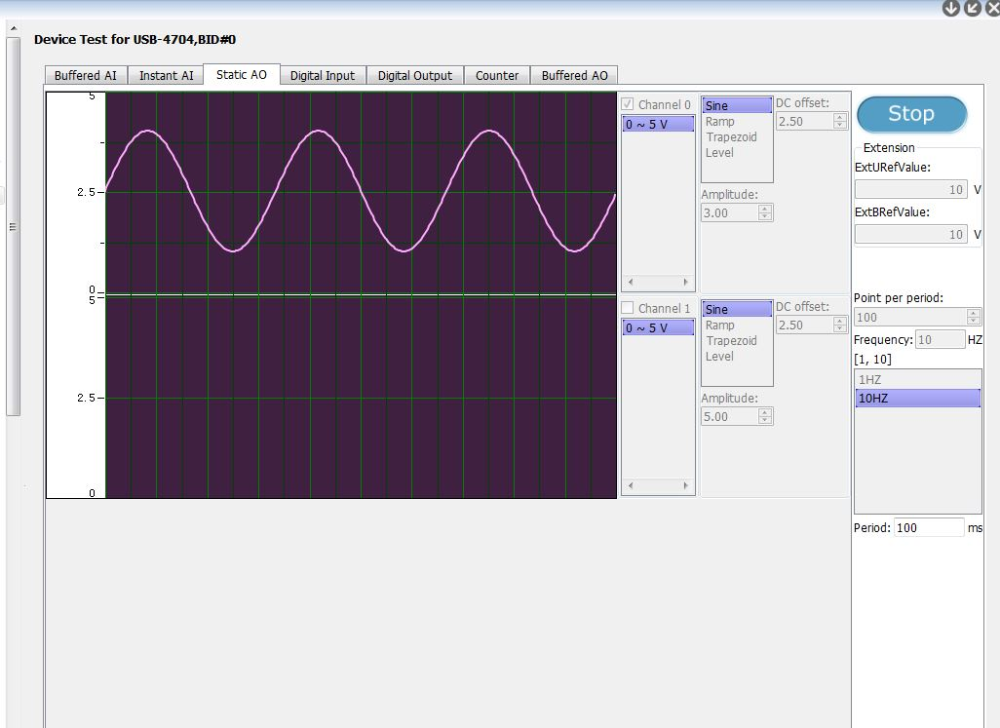 Device Test for USB-4704,BID#0
Buffered AI Instant AI Static AO Digital Input Digital Output Counter Buffered AO
5
2.5
0
5
2.5
0
Channel 0
0 ~ 5 V
Sine
Ramp
Trapezoid
Level
DC offset:
2.50
Amplitude:
3.00
Channel 1
0 ~ 5 V
Sine
Ramp
Trapezoid
Level
DC offset:
2.50
Amplitude:
5.00
Stop
Extension
ExtURefValue:
10 V
ExtBRefValue:
10 V
Point per period:
100
Frequency: 10 HZ
[1, 10]
1HZ
10HZ
Period: 100 ms